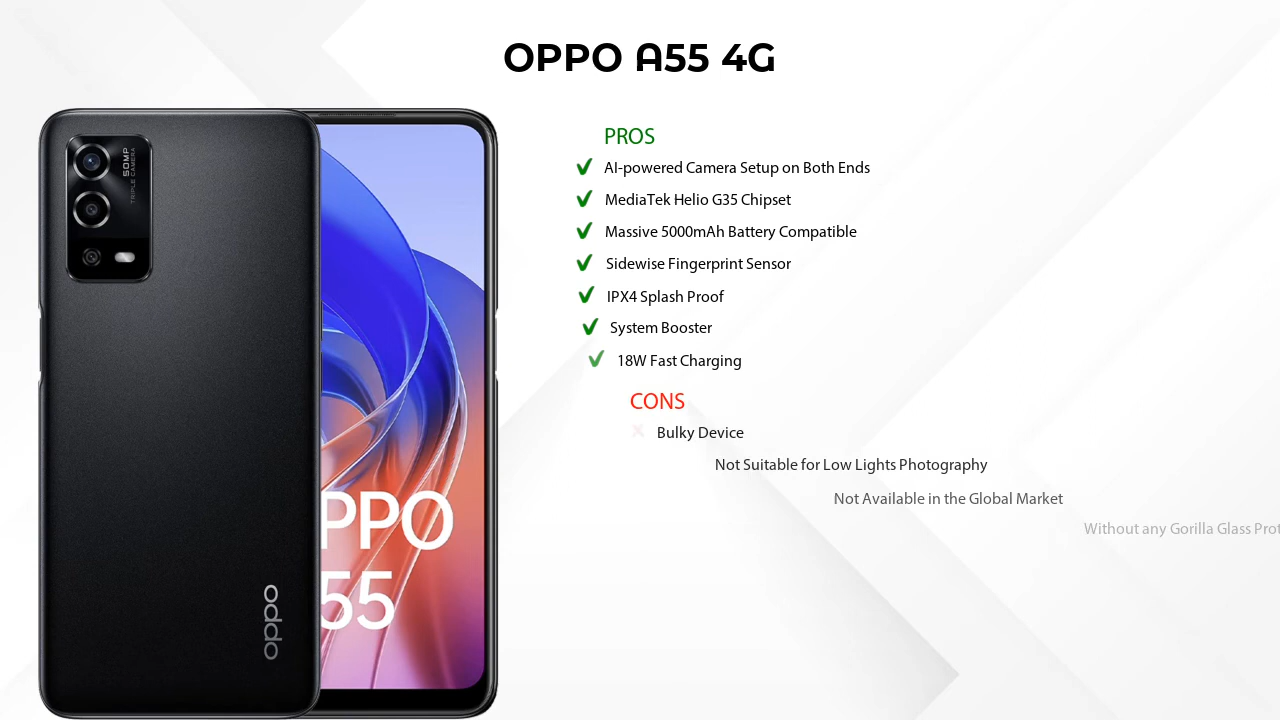 OPPO A55 4G
50MP
TRIPLE CAMERA
oppo
PPO
55
PROS
AI-powered Camera Setup on Both Ends
MediaTek Helio G35 Chipset
Massive 5000mAh Battery Compatible
Sidewise Fingerprint Sensor
IPX4 Splash Proof
System Booster
18W Fast Charging
CONS
Bulky Device
Not Suitable for Low Lights Photography
Not Available in the Global Market
Without any Gorilla Glass Prot